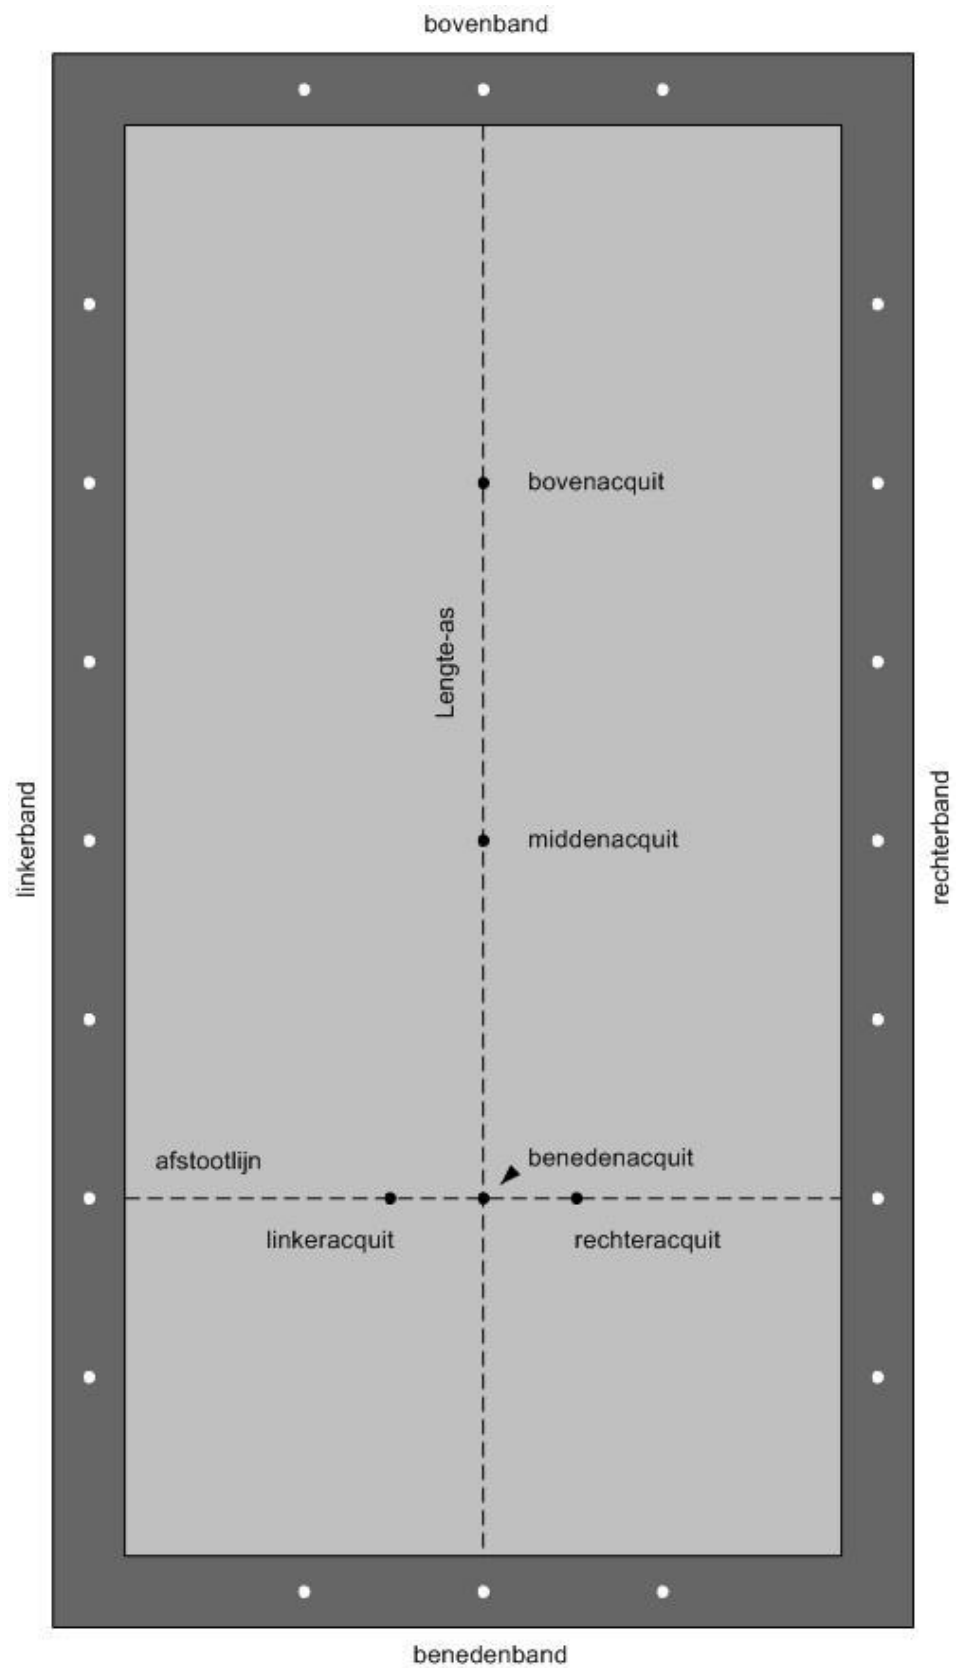 bovenband
bovenacquit
Lengte-as
middenacquit
linkerband
rechterband
benedenacquit
afstootlijn
linkeracquit
rechteracquit
benedenband